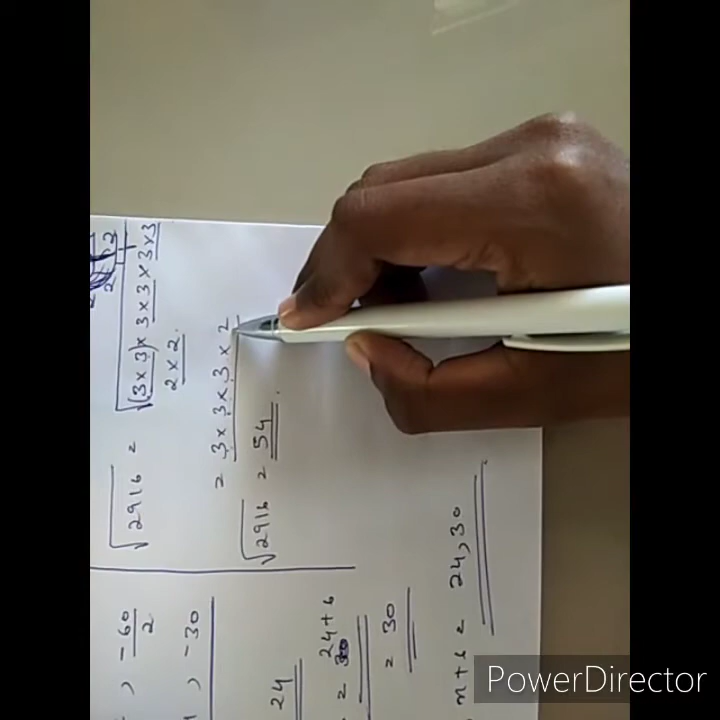 √2916 = √(3×3)×3×3×3×3
2×2.
= 3×3×3×2
√2916 = 54.
, -60/2
, -30
24
= 24+6
= 30
x+6 = 24, 30
PowerDirector